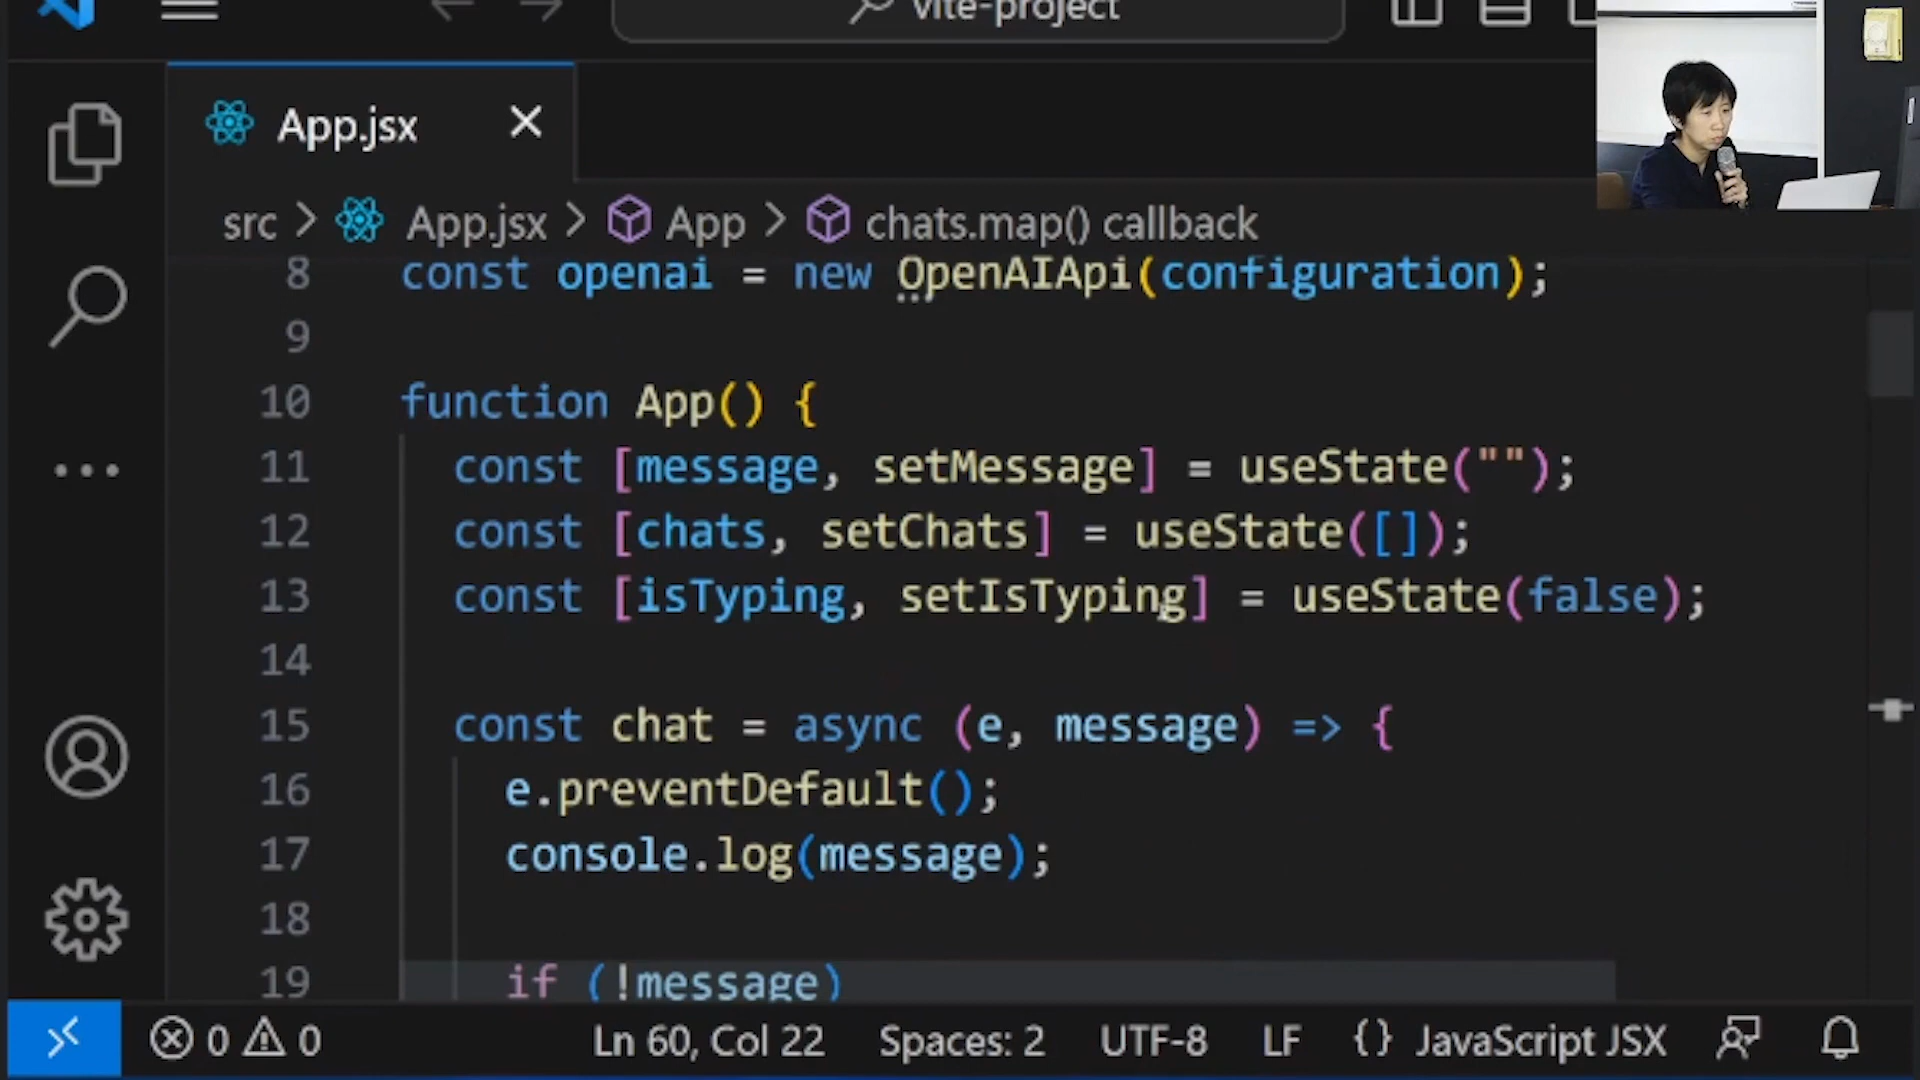 vite-project
App.jsx
src > App.jsx > App > chats.map() callback
8 const openai = new OpenAIApi(configuration);
9
10 function App() {
11 const [message, setMessage] = useState("");
12 const [chats, setChats] = useState([]);
13 const [isTyping, setIsTyping] = useState(false);
14
15 const chat = async (e, message) => {
16 e.preventDefault();
17 console.log(message);
18
19 if (!message)
0 0 Ln 60, Col 22 Spaces: 2 UTF-8 LF {} JavaScript JSX